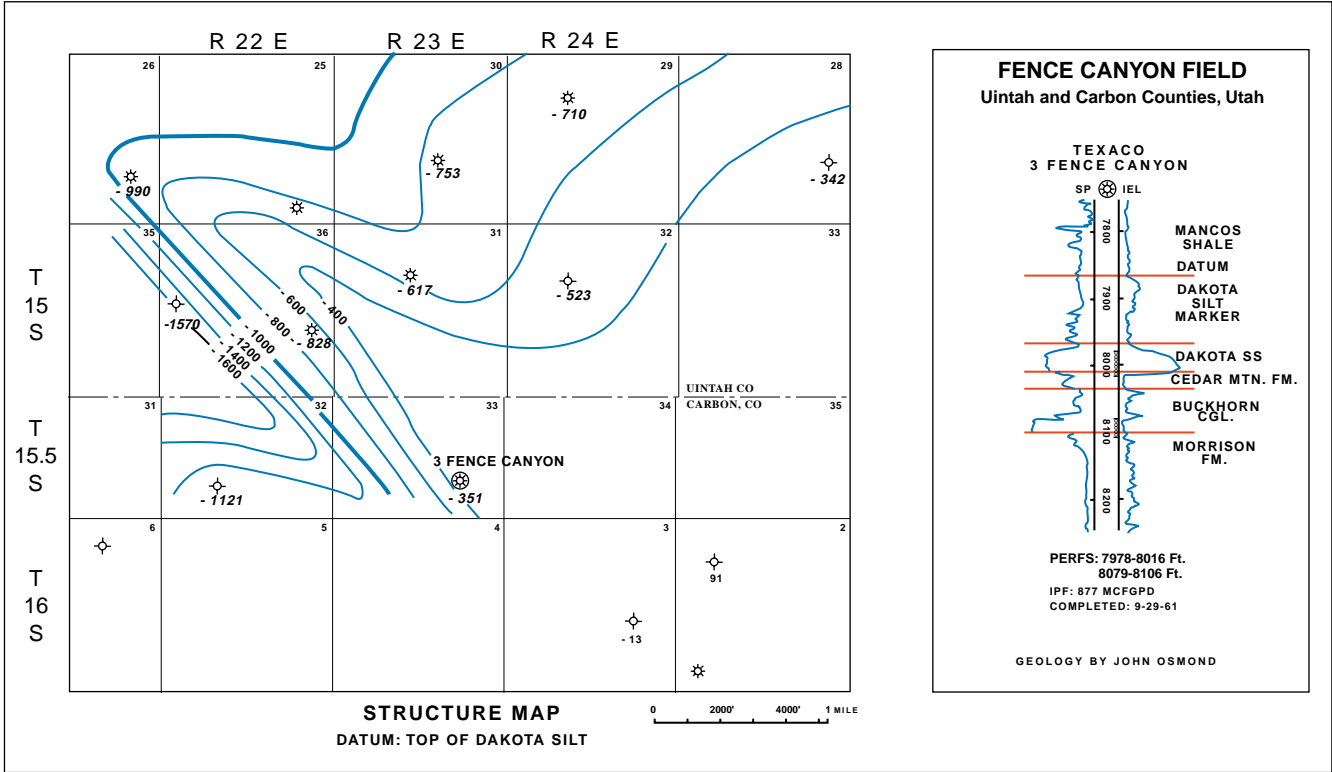 R 22 E R 23 E R 24 E
26 25 30 29 28
- 710
- 753
- 342
- 990
35 36 31 32 33
- 617
- 523
-1570
- 828
- 400
- 600
- 800
- 1000
- 1200
- 1400
- 1600
T
15
S
UINTAH CO
CARBON, CO
31 32 33 34 35
T
15.5
S
3 FENCE CANYON
- 351
- 1121
6 5 4 3 2
T
16
S
91
- 13
STRUCTURE MAP
DATUM: TOP OF DAKOTA SILT
0 2000' 4000' 1 MILE
FENCE CANYON FIELD
Uintah and Carbon Counties, Utah
TEXACO
3 FENCE CANYON
SP IEL
7800
MANCOS
SHALE
DATUM
7900
DAKOTA
SILT
MARKER
8000
DAKOTA SS
CEDAR MTN. FM.
BUCKHORN
CGL.
8100
MORRISON
FM.
8200
PERFS: 7978-8016 Ft.
8079-8106 Ft.
IPF: 877 MCFGPD
COMPLETED: 9-29-61
GEOLOGY BY JOHN OSMOND